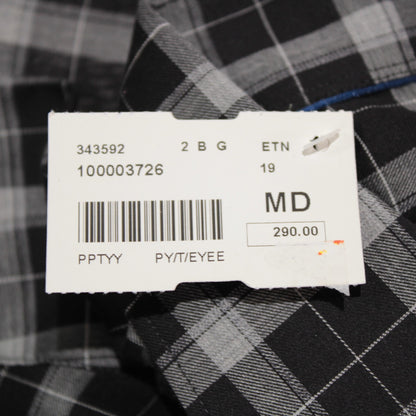 343592 2 B G ETN
100003726 19
MD
290.00
PPTYY PY/T/EYEE